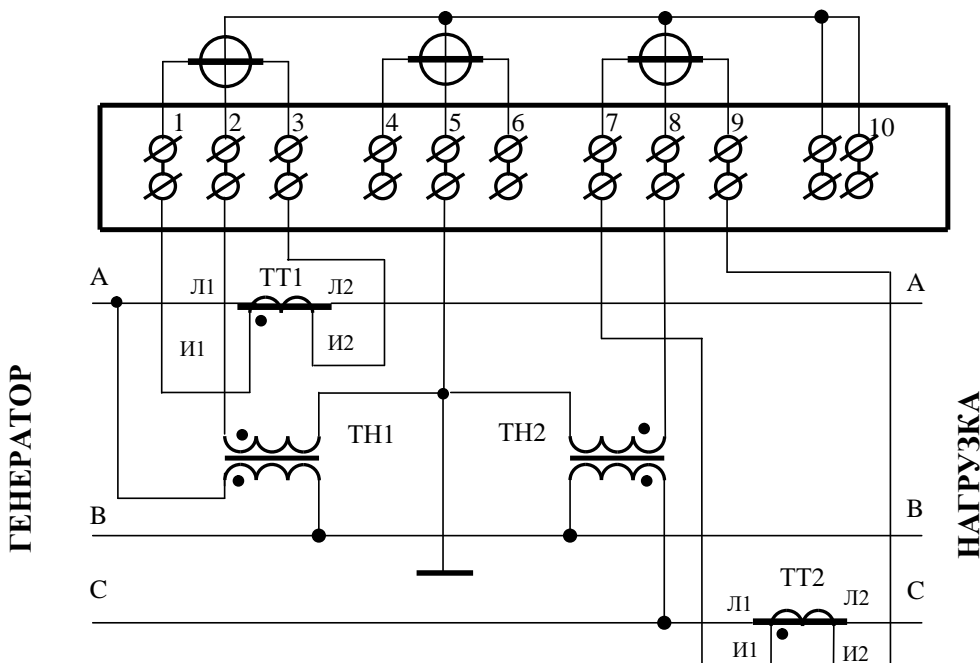 1 2 3 4 5 6 7 8 9 10
А ТТ1 А
Л1 Л2
И1 И2
ГЕНЕРАТОР
НАГРУЗКА
ТН1 ТН2
В В
ТТ2
С Л1 Л2 С
И1 И2